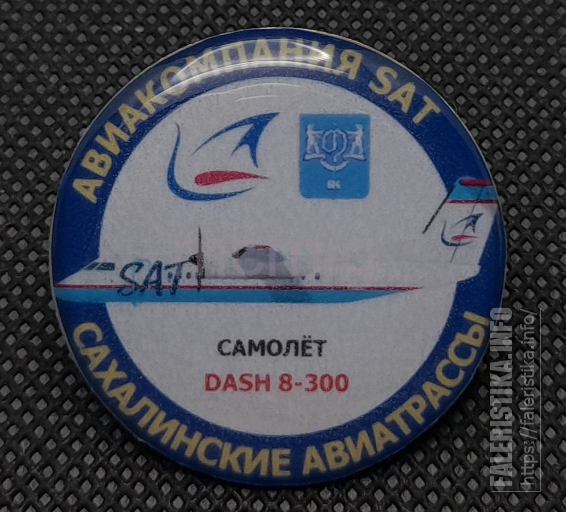 АВИАКОМПАНИЯ SAT
SAT
САМОЛЁТ
DASH 8-300
САХАЛИНСКИЕ АВИАТРАССЫ
FALERISTIKA.INFO
https://faleristika.info/